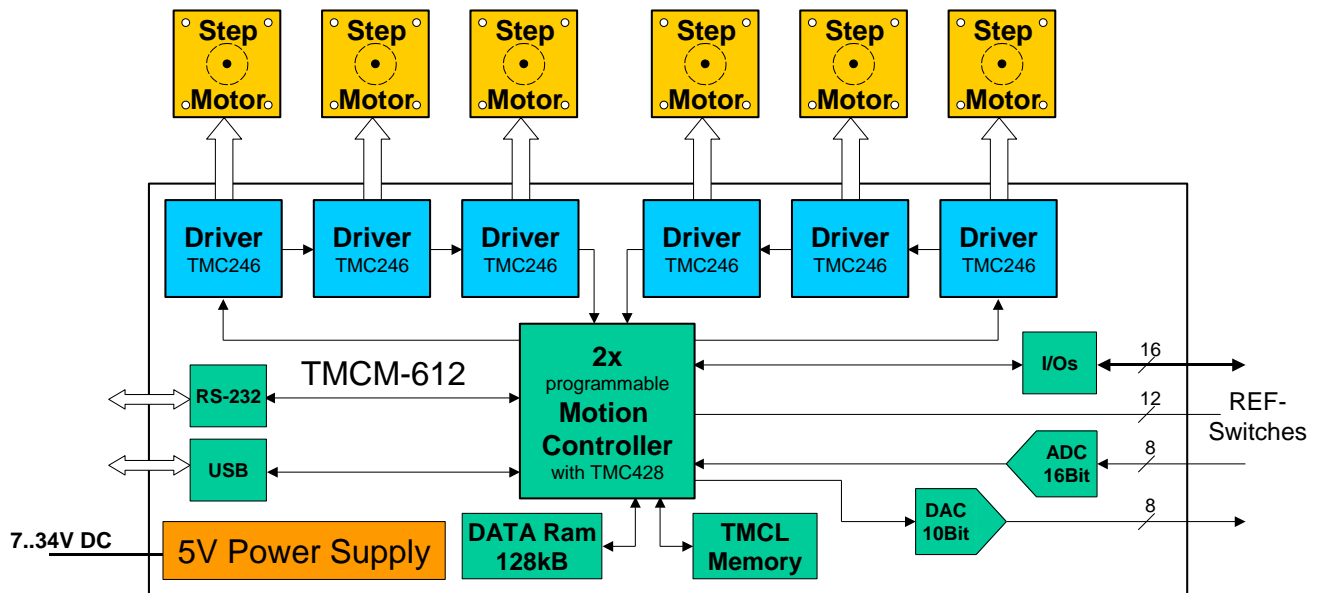 Step
Motor
Step
Motor
Step
Motor
Step
Motor
Step
Motor
Step
Motor
Driver
TMC246
Driver
TMC246
Driver
TMC246
Driver
TMC246
Driver
TMC246
Driver
TMC246
TMCM-612
RS-232
USB
2x
programmable
Motion
Controller
with TMC428
I/Os
16
12
REF-
Switches
ADC
16Bit
8
DAC
10Bit
8
7..34V DC
5V Power Supply
DATA Ram
128kB
TMCL
Memory